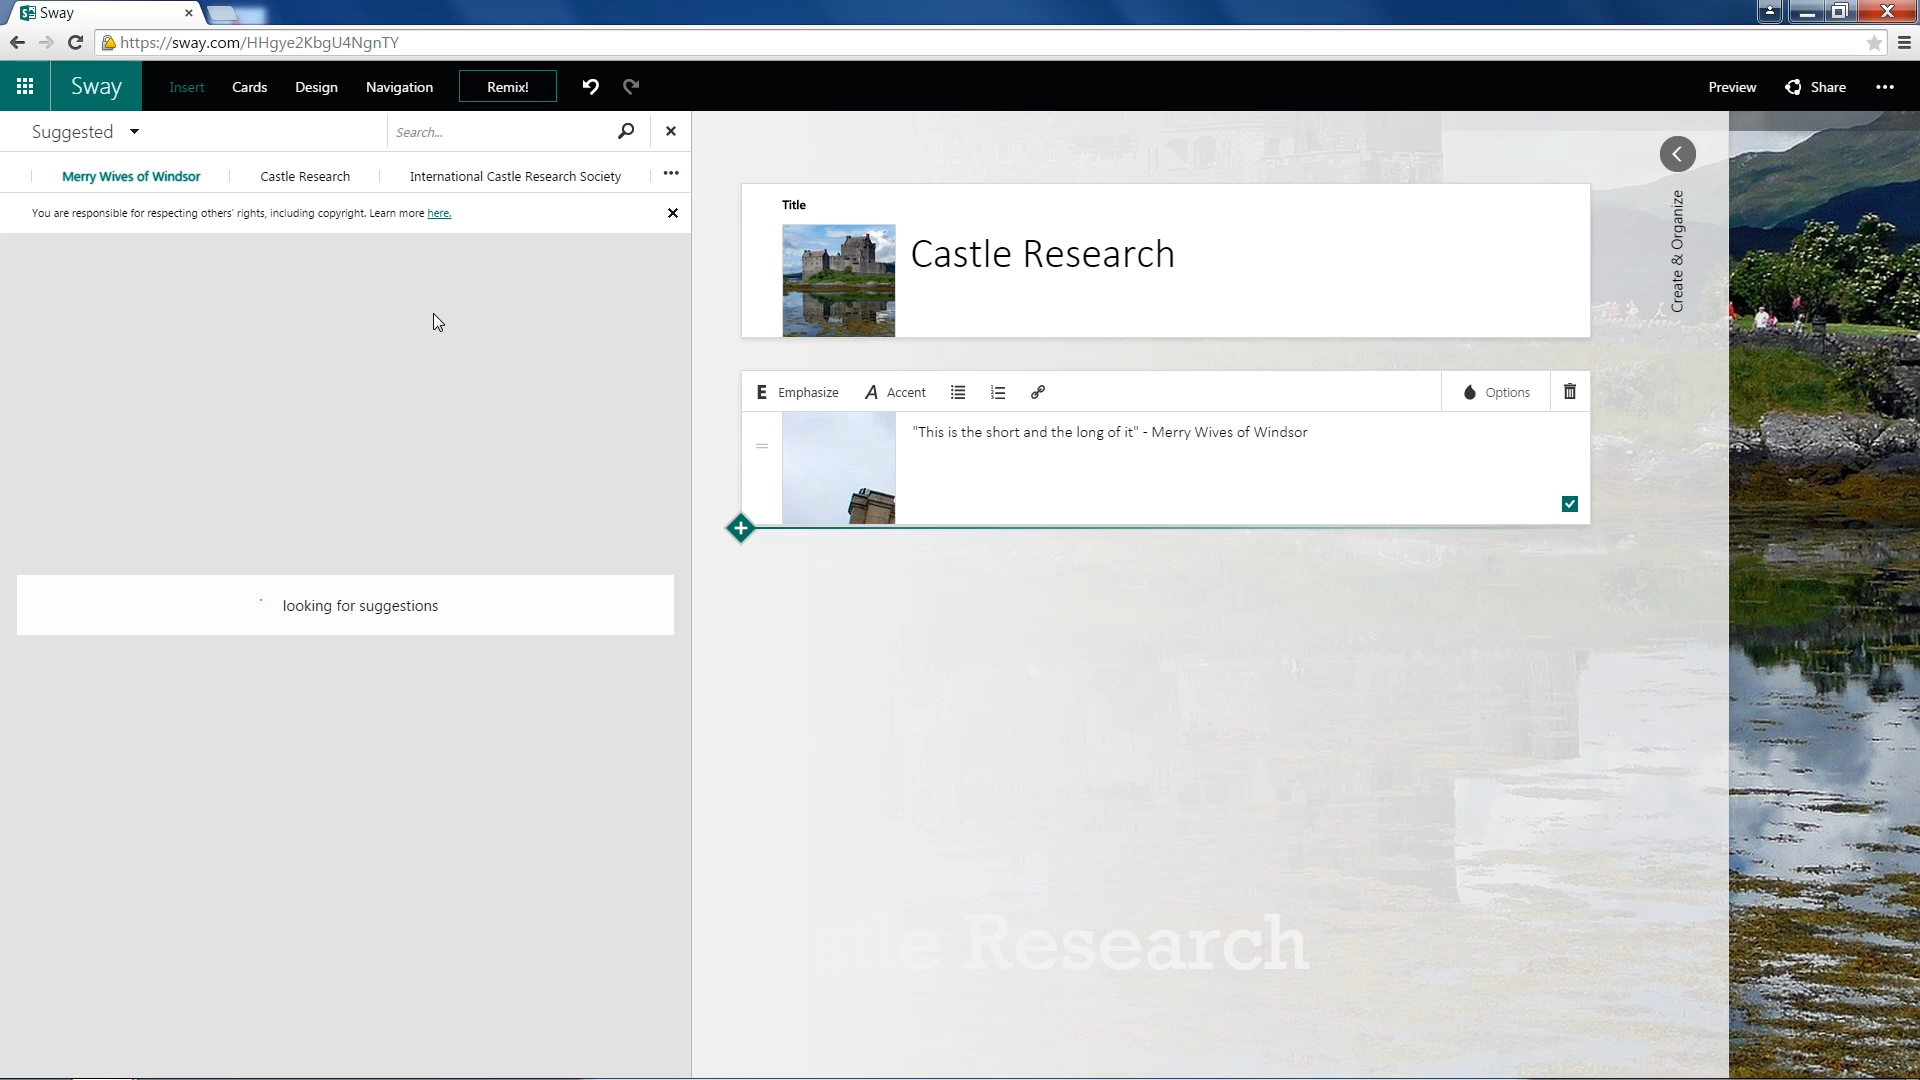 Sway
https://sway.com/HHgye2KbgU4NgnTY
Sway
Insert
Cards
Design
Navigation
Remix!
Preview
Share
Suggested
Search...
Merry Wives of Windsor
Castle Research
International Castle Research Society
You are responsible for respecting others' rights, including copyright. Learn more here.
looking for suggestions
Title
Castle Research
E Emphasize
A Accent
Options
"This is the short and the long of it" - Merry Wives of Windsor
Create & Organize
stle Research